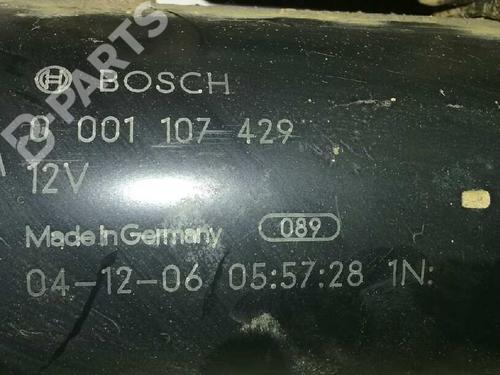 BOSCH
0 001 107 429
12V
Made in Germany 089
04-12-06 05:57:28 1N:
B PARTS